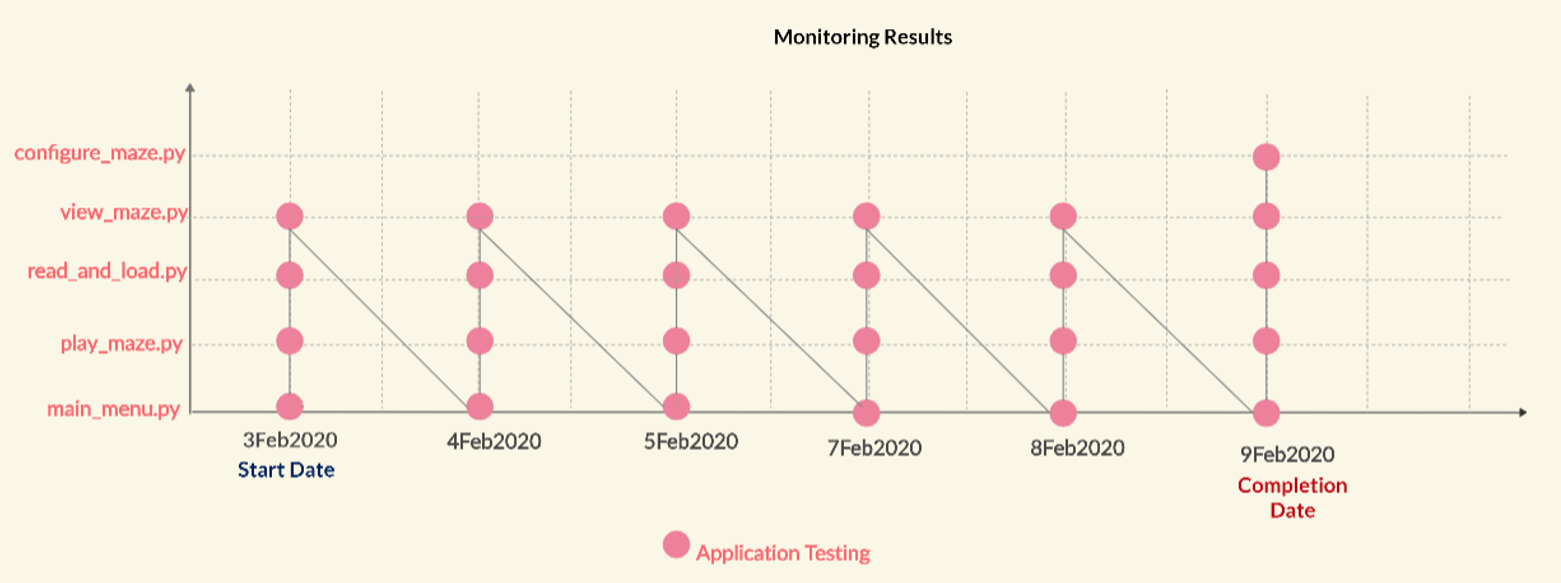 Monitoring Results
configure_maze.py
view_maze.py
read_and_load.py
play_maze.py
main_menu.py
3Feb2020
4Feb2020
5Feb2020
7Feb2020
8Feb2020
9Feb2020
Start Date
Completion
Date
Application Testing